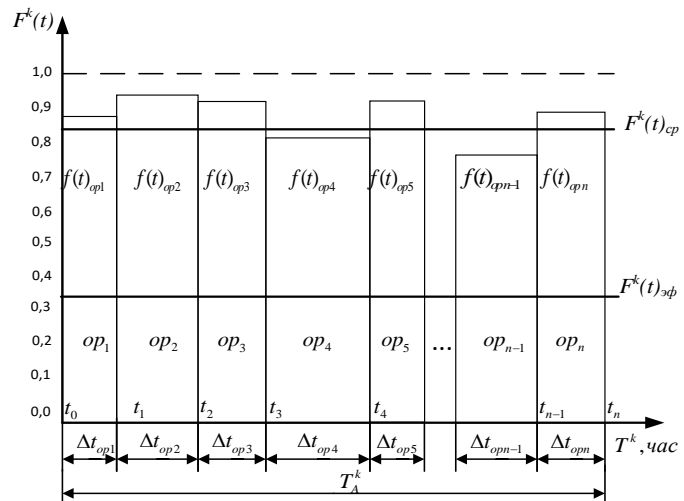 F^k(t)
1,0
0,9
F^k(t)_ср
0,8
f(t)_op1 f(t)_op2 f(t)_op3 f(t)_op4 f(t)_op5 f(t)_opn−1 f(t)_opn
0,7
0,6
0,5
0,4
F^k(t)_эф
0,3
0,2
op_1 op_2 op_3 op_4 op_5 ... op_n−1 op_n
0,1
0,0
t_0 t_1 t_2 t_3 t_4 t_n−1 t_n
Δt_op1 Δt_op2 Δt_op3 Δt_op4 Δt_op5 Δt_opn−1 Δt_opn T^k, час
T_A^k